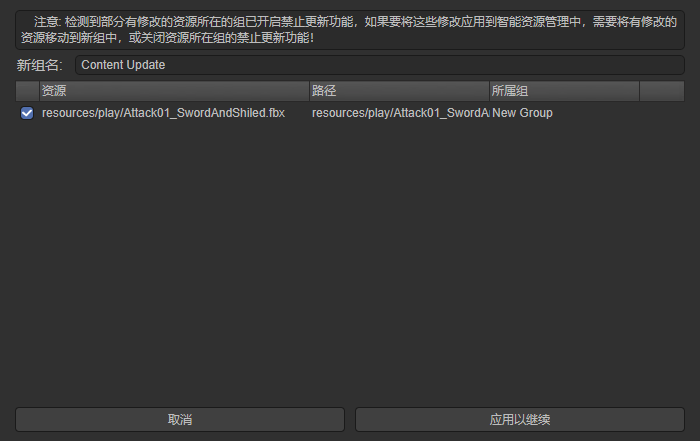 注意: 检测到部分有修改的资源所在的组已开启禁止更新功能，如果要将这些修改应用到智能资源管理中，需要将有修改的
资源移动到新组中，或关闭资源所在组的禁止更新功能！
新组名: Content Update
资源 路径 所属组
resources/play/Attack01_SwordAndShiled.fbx resources/play/Attack01_SwordA New Group
取消 应用以继续